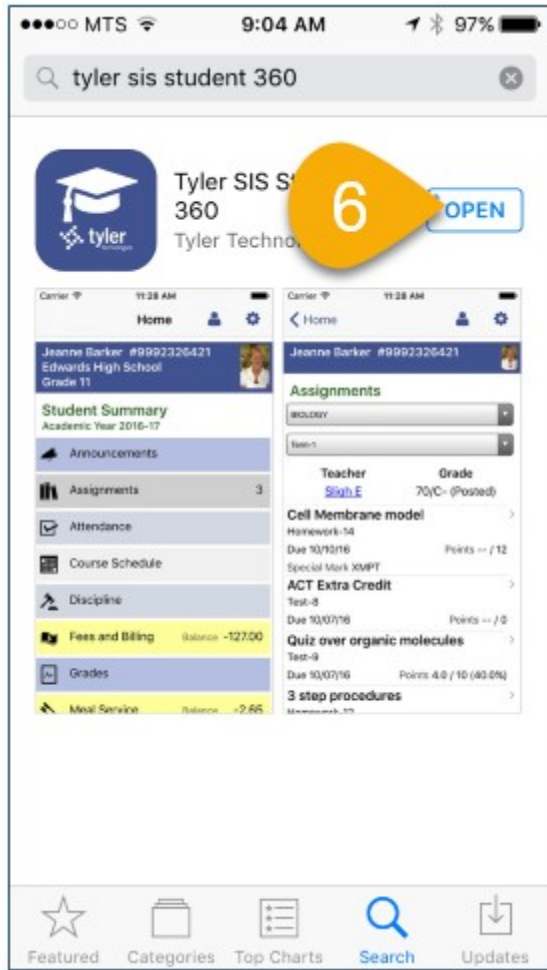 MTS 9:04 AM 97%
tyler sis student 360
Tyler SIS S
360
Tyler Techno
6
OPEN
tyler
technologies
Carrier 11:28 AM
Home
Jeanne Barker #9992326421
Edwards High School
Grade 11
Student Summary
Academic Year 2016-17
Announcements
Assignments 3
Attendance
Course Schedule
Discipline
Fees and Billing Balance -127.00
Grades
Meal Service Balance -2.65
Carrier 11:28 AM
Home
Jeanne Barker #9992326421
Assignments
BIOLOGY
Term-1
Teacher Grade
Sligh E 70/C- (Posted)
Cell Membrane model
Homework-14
Due 10/10/16 Points -- / 12
Special Mark XMPT
ACT Extra Credit
Test-8
Due 10/07/16 Points -- / 0
Quiz over organic molecules
Test-9
Due 10/07/16 Points 4.0 / 10 (40.0%)
3 step procedures
Homework-12
Featured Categories Top Charts Search Updates